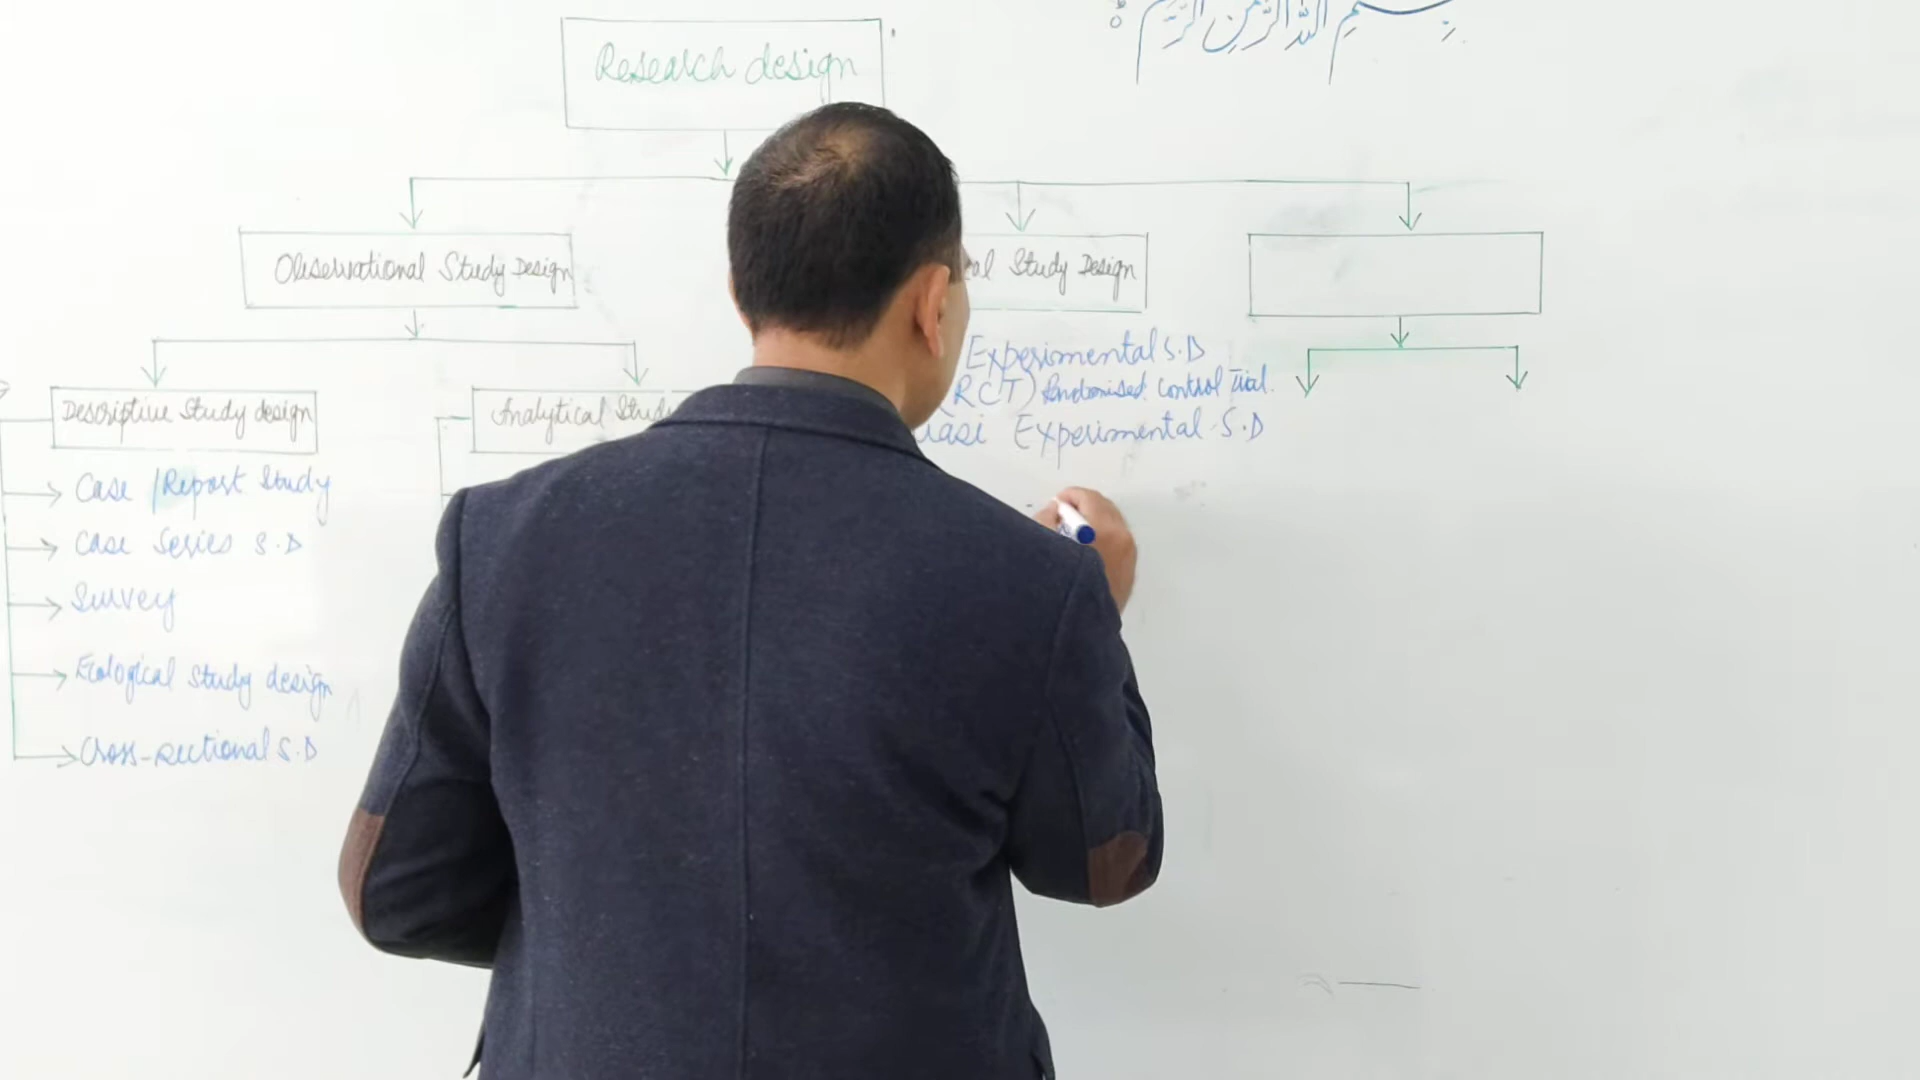 بسم الله الرحمن الرحيم
Research design
Observational Study Design
Study Design
Descriptive Study design
Analytical
Case /Report Study
Case Series S.D
Survey
Ecological Study design
Cross-sectional S.D
Experimental S.D
(RCT) Randomised control Trial.
Experimental S.D